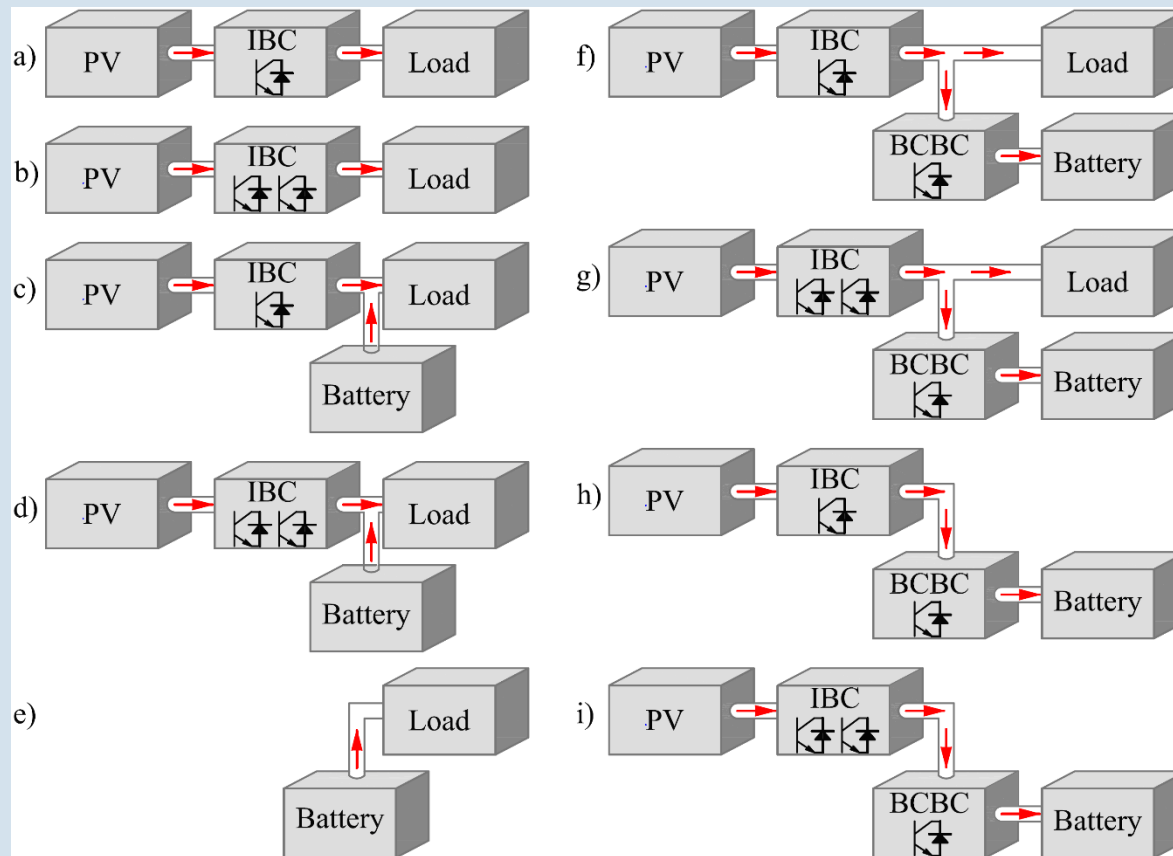 a) PV IBC Load
b) PV IBC Load
c) PV IBC Load
Battery
d) PV IBC Load
Battery
e) Load
Battery
f) PV IBC Load
BCBC Battery
g) PV IBC Load
BCBC Battery
h) PV IBC
BCBC Battery
i) PV IBC
BCBC Battery